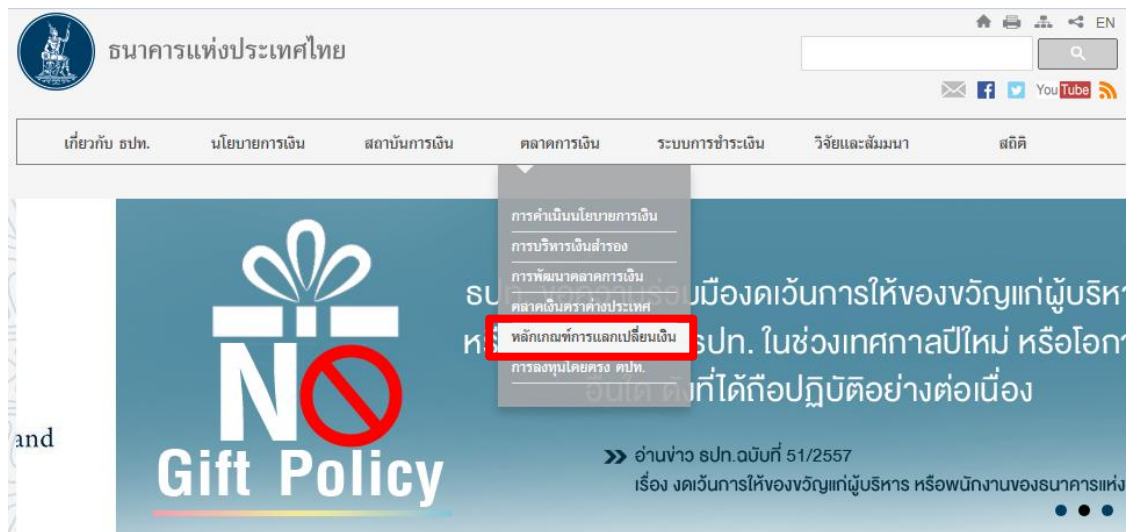 EN
ธนาคารแห่งประเทศไทย
You Tube
เกี่ยวกับ ธปท. นโยบายการเงิน สถาบันการเงิน ตลาดการเงิน ระบบการชำระเงิน วิจัยและสัมมนา สถิติ
การดำเนินนโยบายการเงิน
การบริหารเงินสำรอง
การพัฒนาตลาดการเงิน
ตลาดเงินตราต่างประเทศ
หลักเกณฑ์การแลกเปลี่ยนเงิน
การลงทุนโดยตรง ตปท.
มืองดเว้นการให้ของขวัญแก่ผู้บริหา
ธปท. ในช่วงเทศกาลปีใหม่ หรือโอกา
ที่ได้ถือปฏิบัติอย่างต่อเนื่อง
and
NO
Gift Policy
อ่านข่าว ธปท.ฉบับที่ 51/2557
เรื่อง งดเว้นการให้ของขวัญแก่ผู้บริหาร หรือพนักงานของธนาคารแห่ง